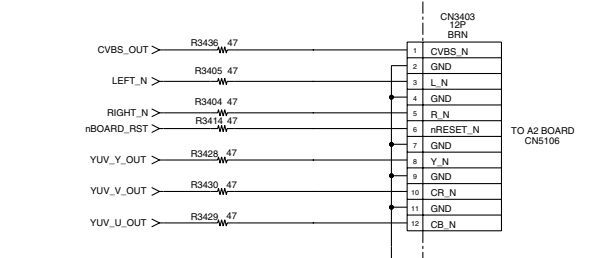 CN3403
12P
BRN
CVBS_OUT R3436 47 1 CVBS_N
2 GND
LEFT_N R3405 47 3 L_N
4 GND
RIGHT_N R3404 47 5 R_N
nBOARD_RST R3414 47 6 nRESET_N
TO A2 BOARD
CN5106
7 GND
YUV_Y_OUT R3428 47 8 Y_N
9 GND
YUV_V_OUT R3430 47 10 CR_N
11 GND
YUV_U_OUT R3429 47 12 CB_N